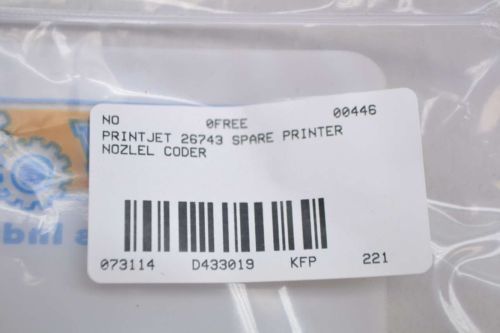 NO 0FREE 00446
PRINTJET 26743 SPARE PRINTER
NOZLEL CODER
073114 D433019 KFP 221